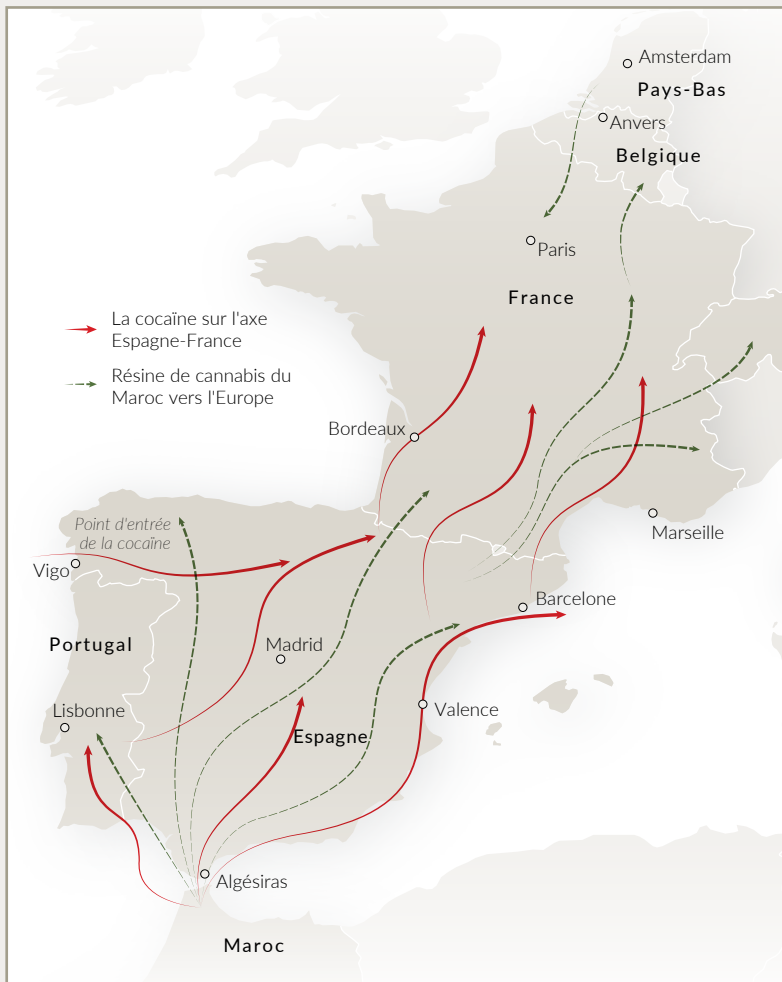 Amsterdam
Pays-Bas
Anvers
Belgique
Paris
France
La cocaïne sur l'axe
Espagne-France
Résine de cannabis du
Maroc vers l'Europe
Bordeaux
Point d'entrée
de la cocaïne
Marseille
Vigo
Barcelone
Portugal
Madrid
Lisbonne
Valence
Espagne
Algésiras
Maroc